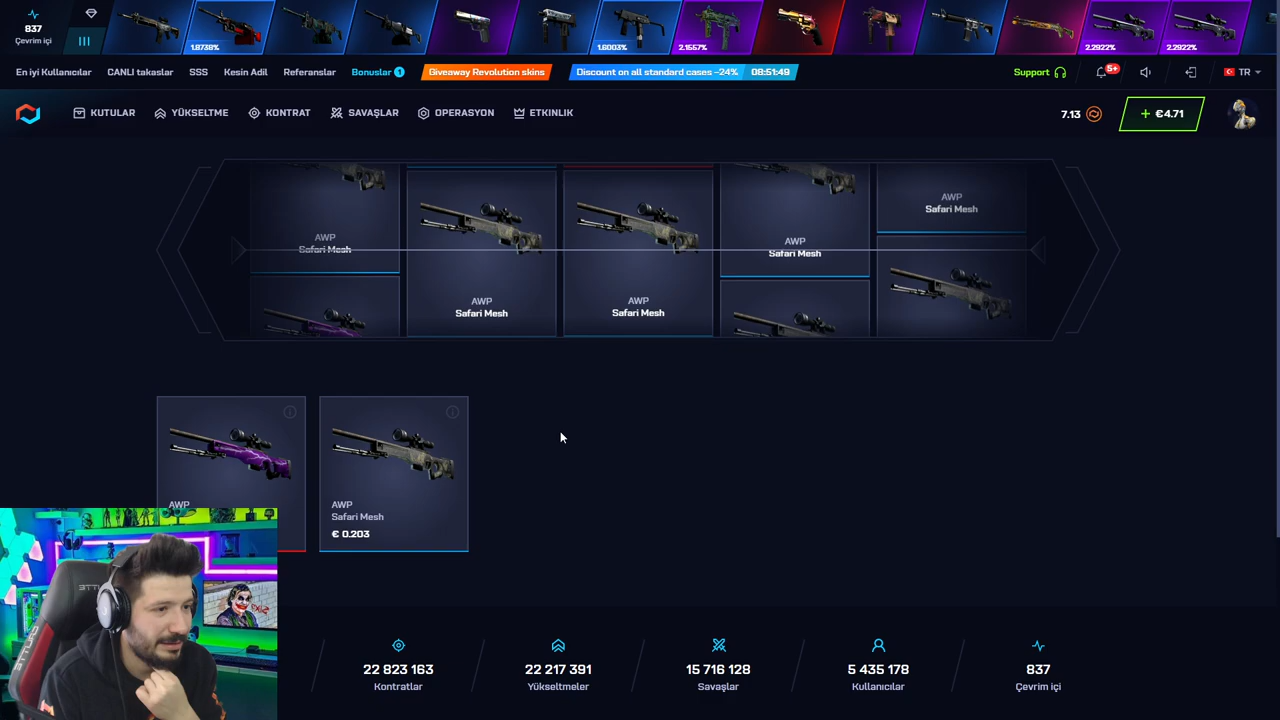 837
Çevrim içi
1.8738%
1.6003%
2.1557%
2.2922%
2.2922%
En iyi Kullanıcılar
CANLI takaslar
SSS
Kesin Adil
Referanslar
Bonuslar 1
Giveaway Revolution skins
Discount on all standard cases -24%
08:51:49
Support
5+
TR
KUTULAR
YÜKSELTME
KONTRAT
SAVAŞLAR
OPERASYON
ETKINLIK
7.13
+ €4.71
AWP
Safari Mesh
AWP
Safari Mesh
AWP
Safari Mesh
AWP
Safari Mesh
AWP
Safari Mesh
AWP
AWP
Safari Mesh
€ 0.203
22 823 163
Kontratlar
22 217 391
Yükseltmeler
15 716 128
Savaşlar
5 435 178
Kullanıcılar
837
Çevrim içi